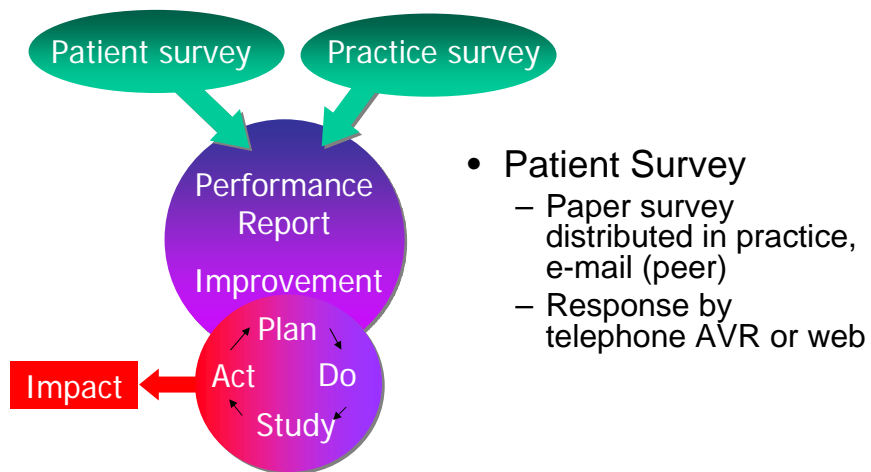 Patient survey
Practice survey
Performance
Report
Improvement
Plan
Act
Do
Study
Impact
• Patient Survey
– Paper survey
distributed in practice,
e-mail (peer)
– Response by
telephone AVR or web